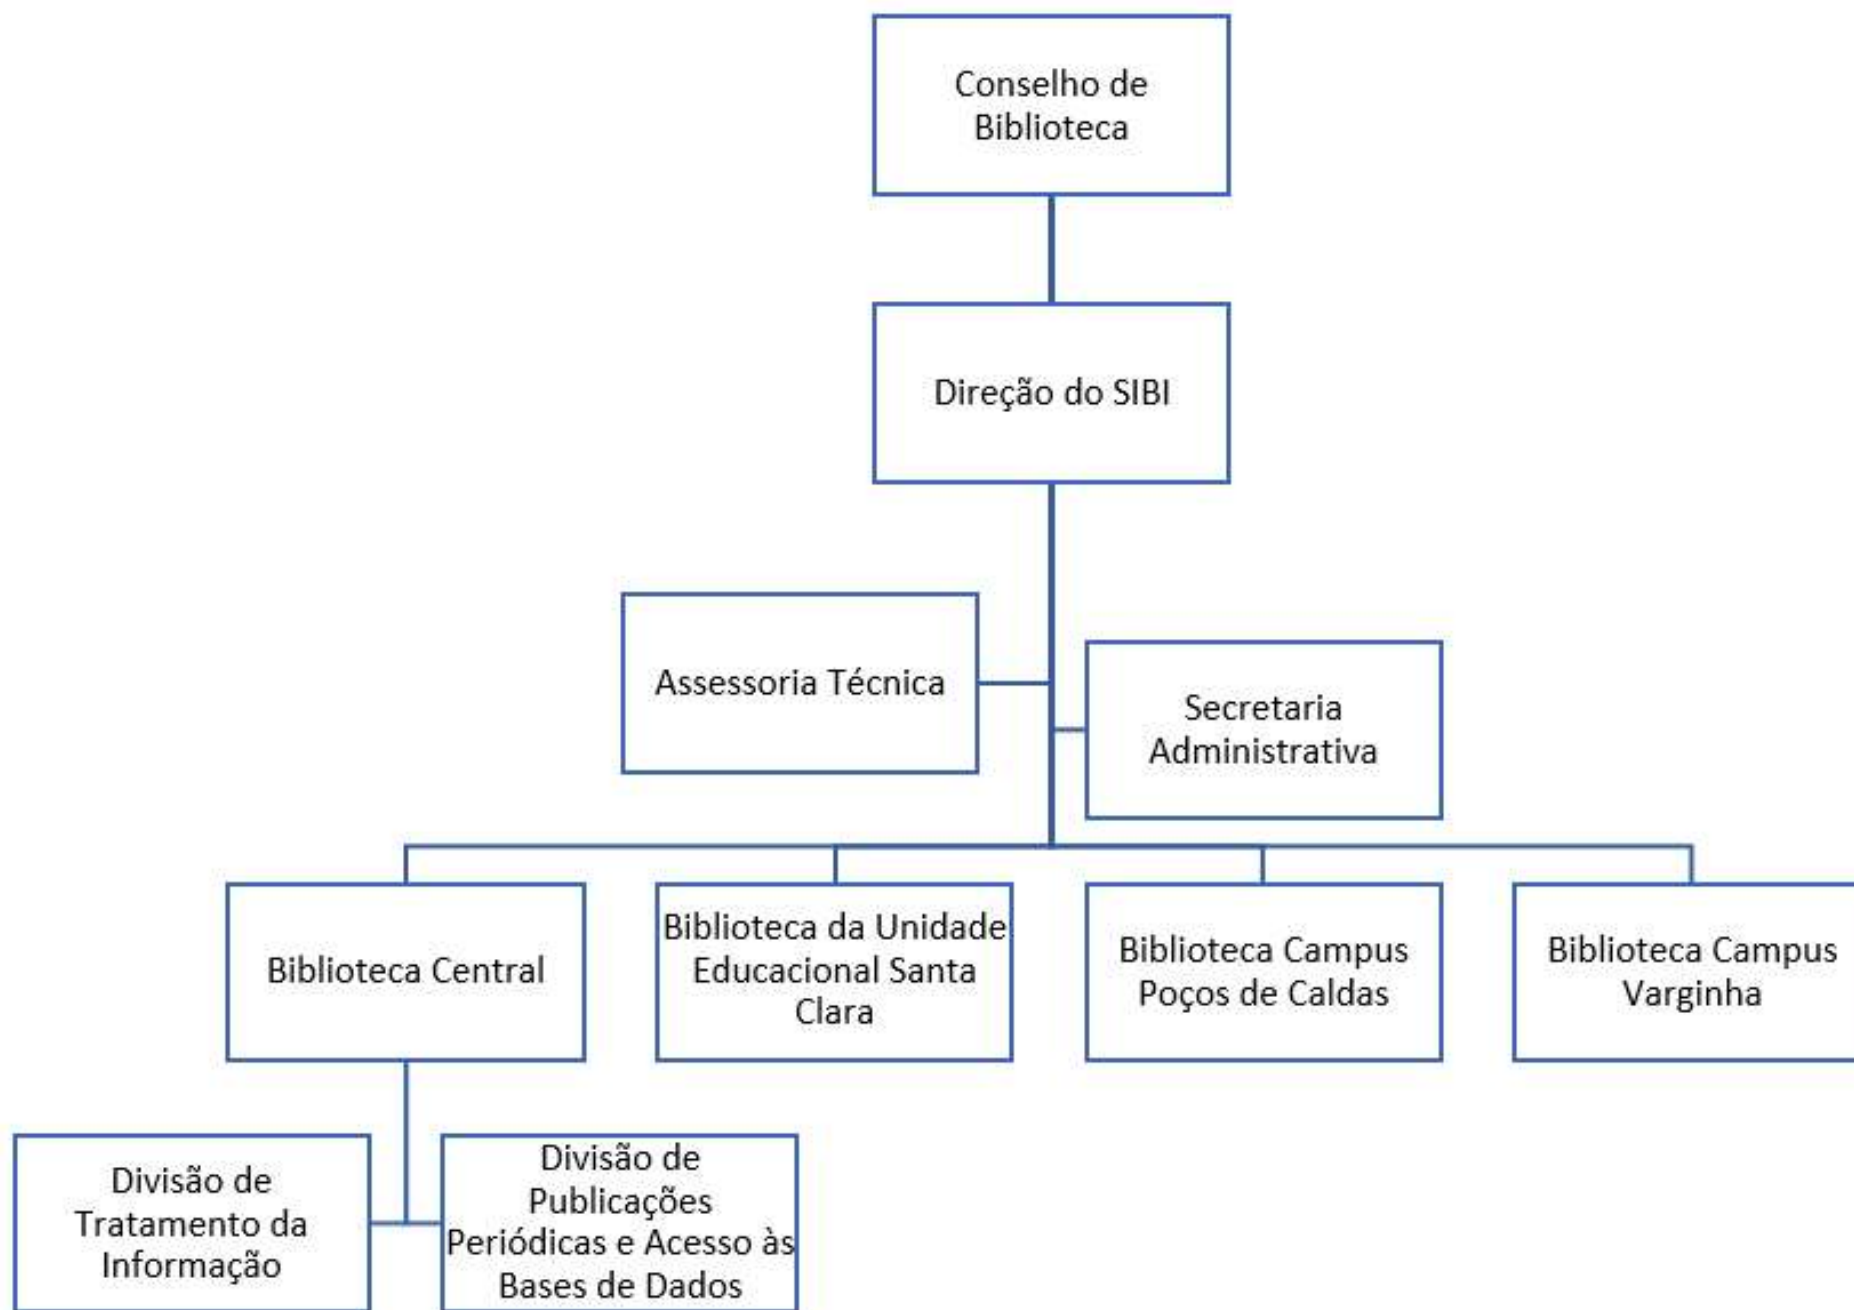 Conselho de
Biblioteca
Direção do SIBI
Assessoria Técnica
Secretaria
Administrativa
Biblioteca Central
Biblioteca da Unidade
Educacional Santa
Clara
Biblioteca Campus
Poços de Caldas
Biblioteca Campus
Varginha
Divisão de
Tratamento da
Informação
Divisão de
Publicações
Periódicas e Acesso às
Bases de Dados